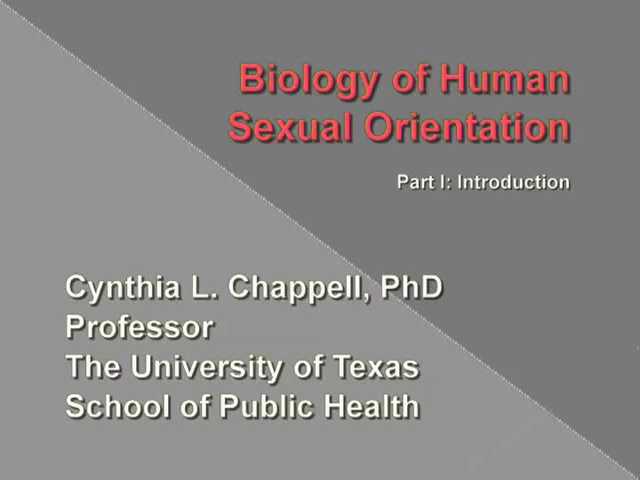 Biology of Human
Sexual Orientation
Part I: Introduction
Cynthia L. Chappell, PhD
Professor
The University of Texas
School of Public Health